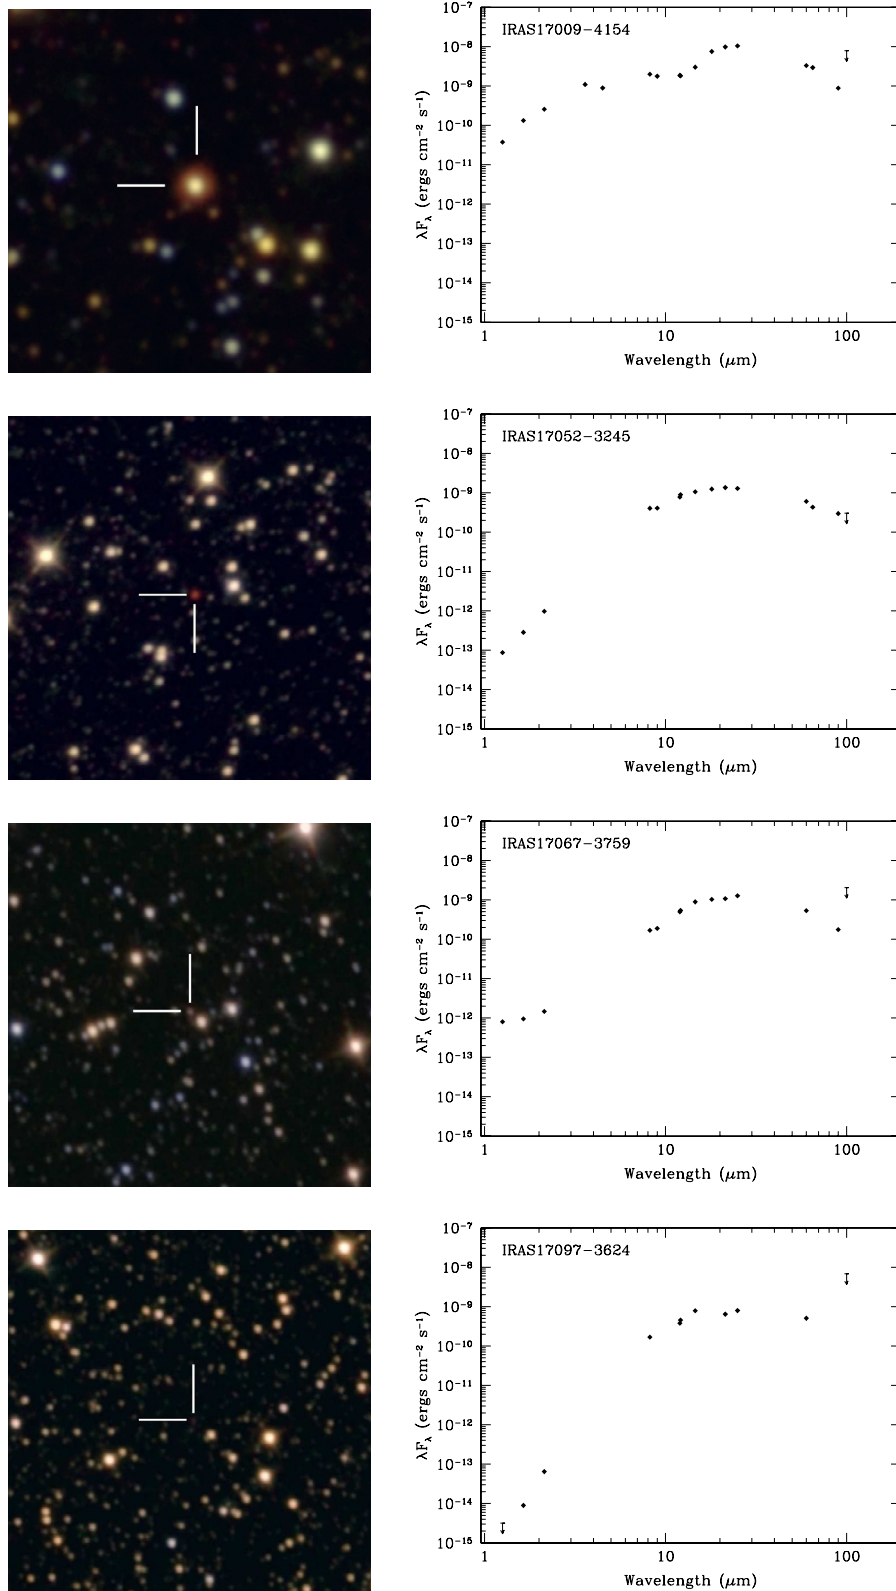 IRAS17009-4154
10⁻⁷
10⁻⁸
10⁻⁹
10⁻¹⁰
10⁻¹¹
10⁻¹²
10⁻¹³
10⁻¹⁴
10⁻¹⁵
λFλ (ergs cm⁻² s⁻¹)
1 10 100
Wavelength (μm)
IRAS17052-3245
10⁻⁷
10⁻⁸
10⁻⁹
10⁻¹⁰
10⁻¹¹
10⁻¹²
10⁻¹³
10⁻¹⁴
10⁻¹⁵
λFλ (ergs cm⁻² s⁻¹)
1 10 100
Wavelength (μm)
IRAS17067-3759
10⁻⁷
10⁻⁸
10⁻⁹
10⁻¹⁰
10⁻¹¹
10⁻¹²
10⁻¹³
10⁻¹⁴
10⁻¹⁵
λFλ (ergs cm⁻² s⁻¹)
1 10 100
Wavelength (μm)
IRAS17097-3624
10⁻⁷
10⁻⁸
10⁻⁹
10⁻¹⁰
10⁻¹¹
10⁻¹²
10⁻¹³
10⁻¹⁴
10⁻¹⁵
λFλ (ergs cm⁻² s⁻¹)
1 10 100
Wavelength (μm)